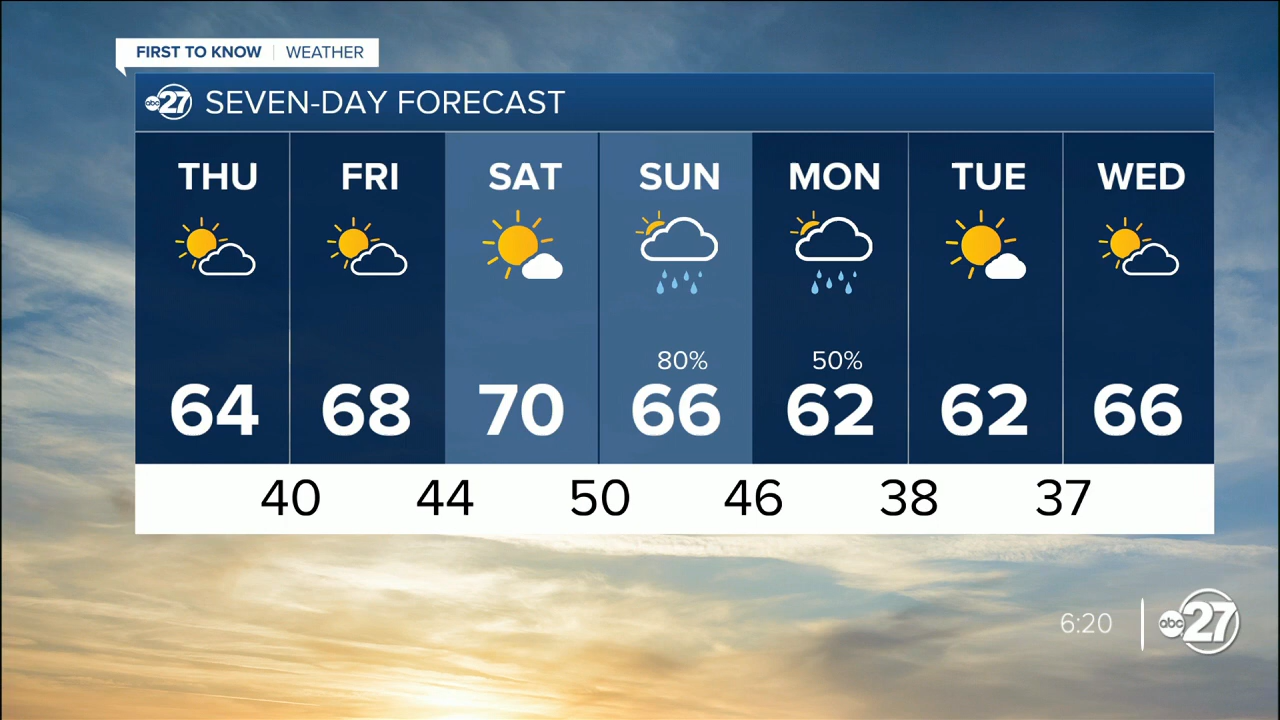 FIRST TO KNOW | WEATHER
abc 27 SEVEN-DAY FORECAST
THU FRI SAT SUN MON TUE WED
80% 50%
64 68 70 66 62 62 66
40 44 50 46 38 37
6:20 | abc 27